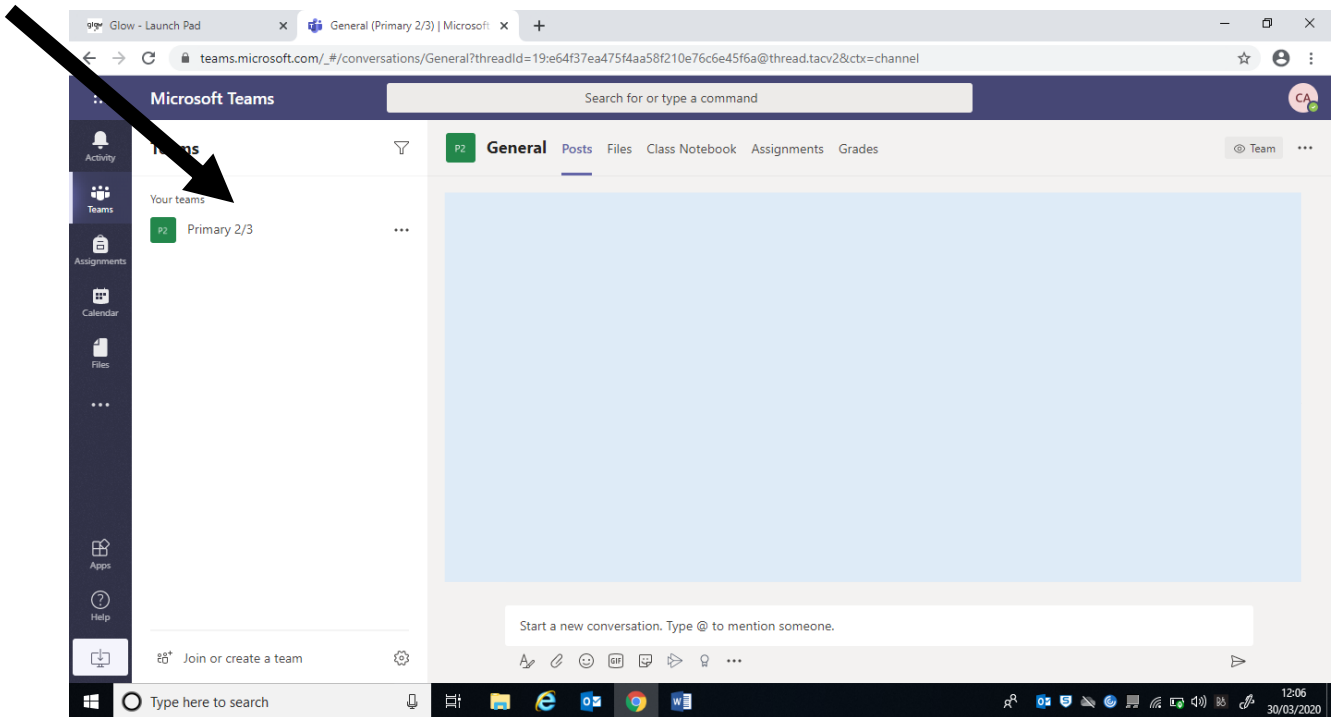 glow Glow - Launch Pad
General (Primary 2/3) | Microsoft
teams.microsoft.com/_#/conversations/General?threadId=19:e64f37ea475f4aa58f210e76c6e45f6a@thread.tacv2&ctx=channel
Microsoft Teams
Search for or type a command
CA
Activity
Teams
Assignments
Calendar
Files
Apps
Help
Your teams
P2 Primary 2/3
Join or create a team
P2 General Posts Files Class Notebook Assignments Grades
Team
Start a new conversation. Type @ to mention someone.
GIF
Type here to search
12:06
30/03/2020